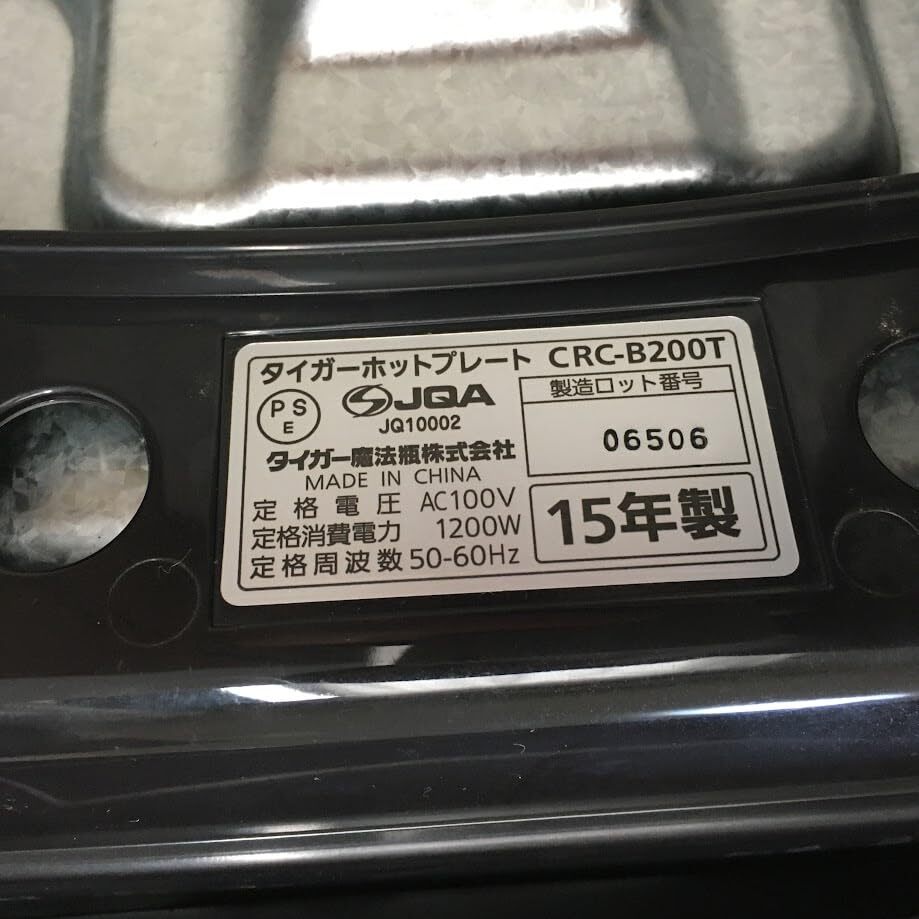 タイガーホットプレート CRC-B200T
PS
E
JQA
JQ10002
タイガー魔法瓶株式会社
MADE IN CHINA
定格電圧 AC100V
定格消費電力 1200W
定格周波数 50-60Hz
製造ロット番号
06506
15年製